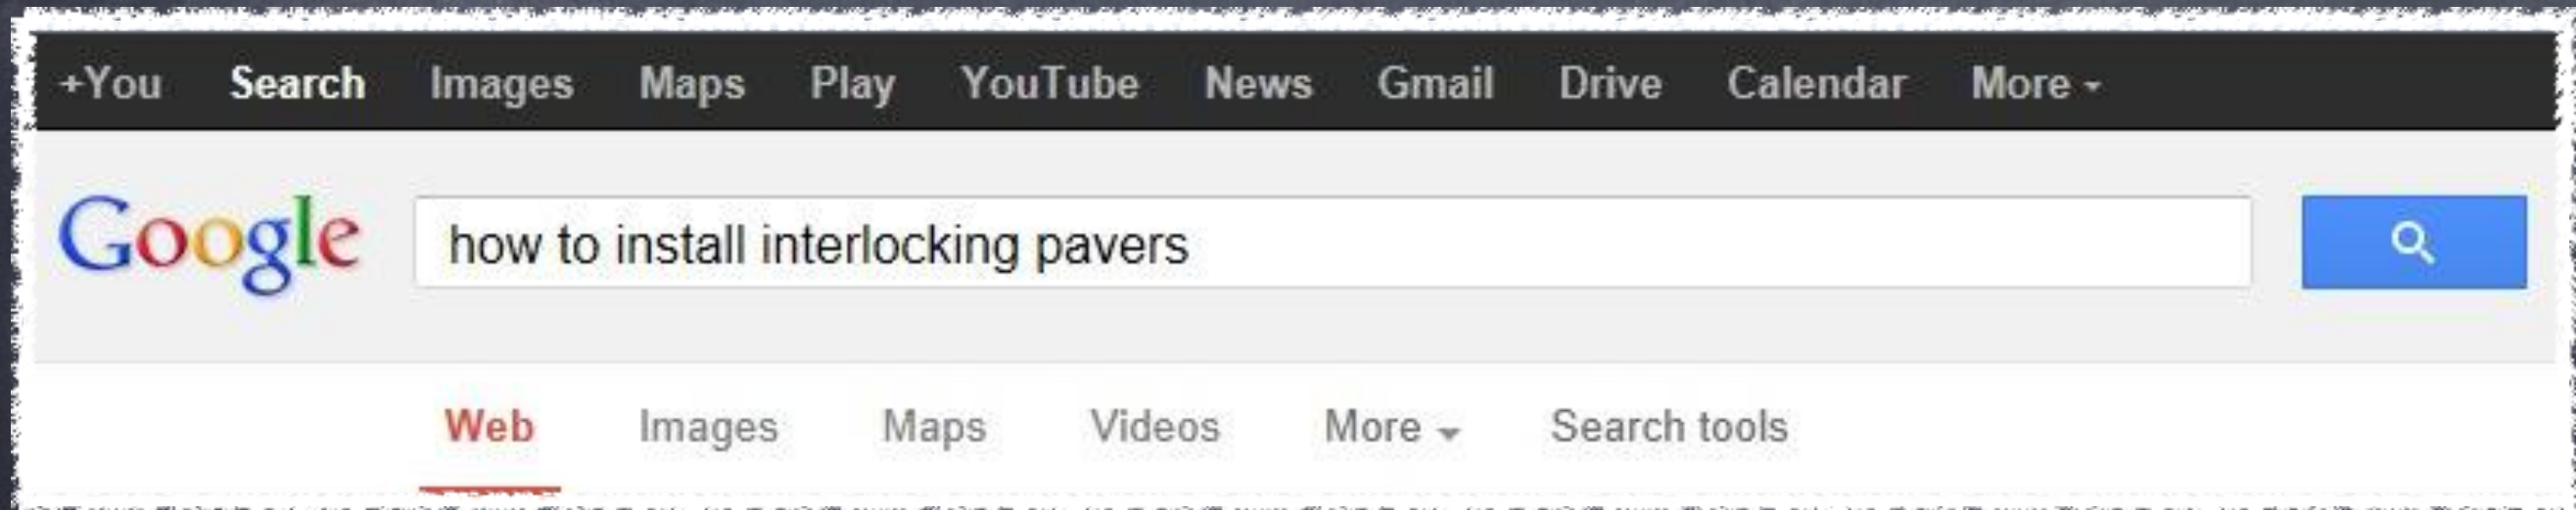 +You Search Images Maps Play YouTube News Gmail Drive Calendar More
Google how to install interlocking pavers
Web Images Maps Videos More Search tools